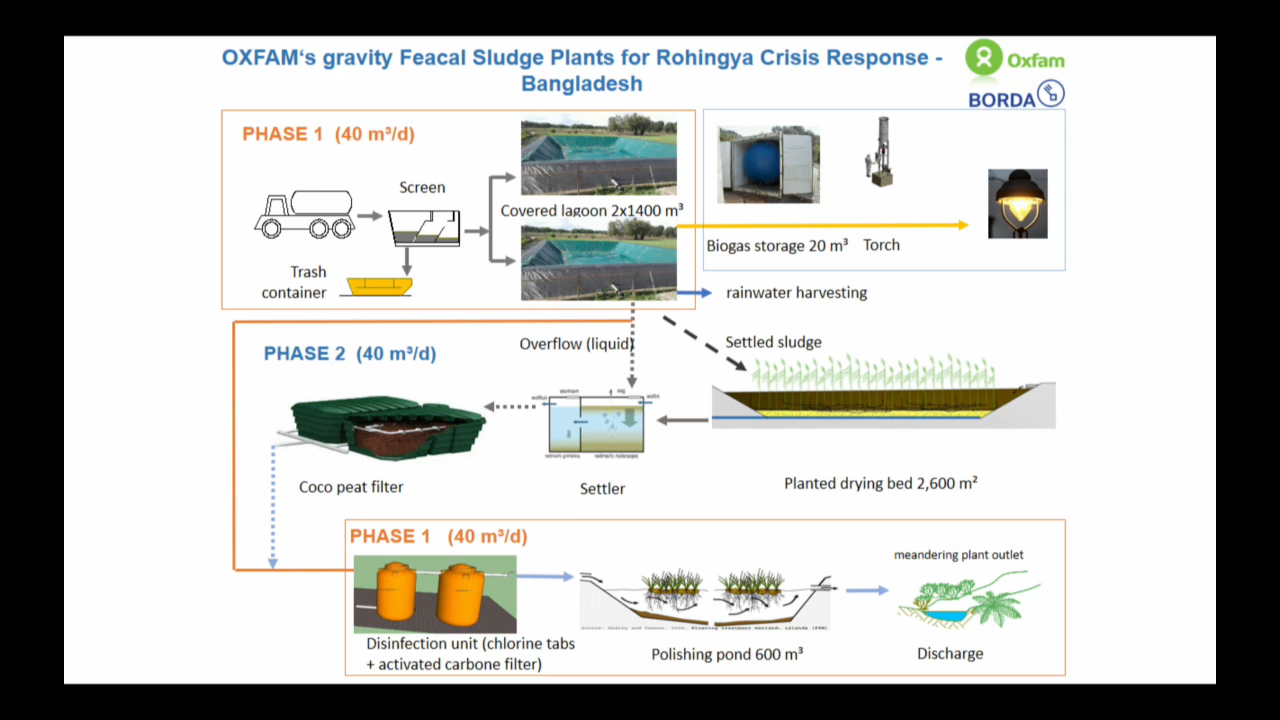 OXFAM‘s gravity Feacal Sludge Plants for Rohingya Crisis Response -
Bangladesh
Oxfam
BORDA
PHASE 1 (40 m³/d)
Screen
Trash
container
Covered lagoon 2x1400 m³
Biogas storage 20 m³
Torch
rainwater harvesting
PHASE 2 (40 m³/d)
Overflow (liquid)
Settled sludge
Coco peat filter
Settler
Planted drying bed 2,600 m²
PHASE 1 (40 m³/d)
meandering plant outlet
Disinfection unit (chlorine tabs
+ activated carbone filter)
Polishing pond 600 m³
Discharge